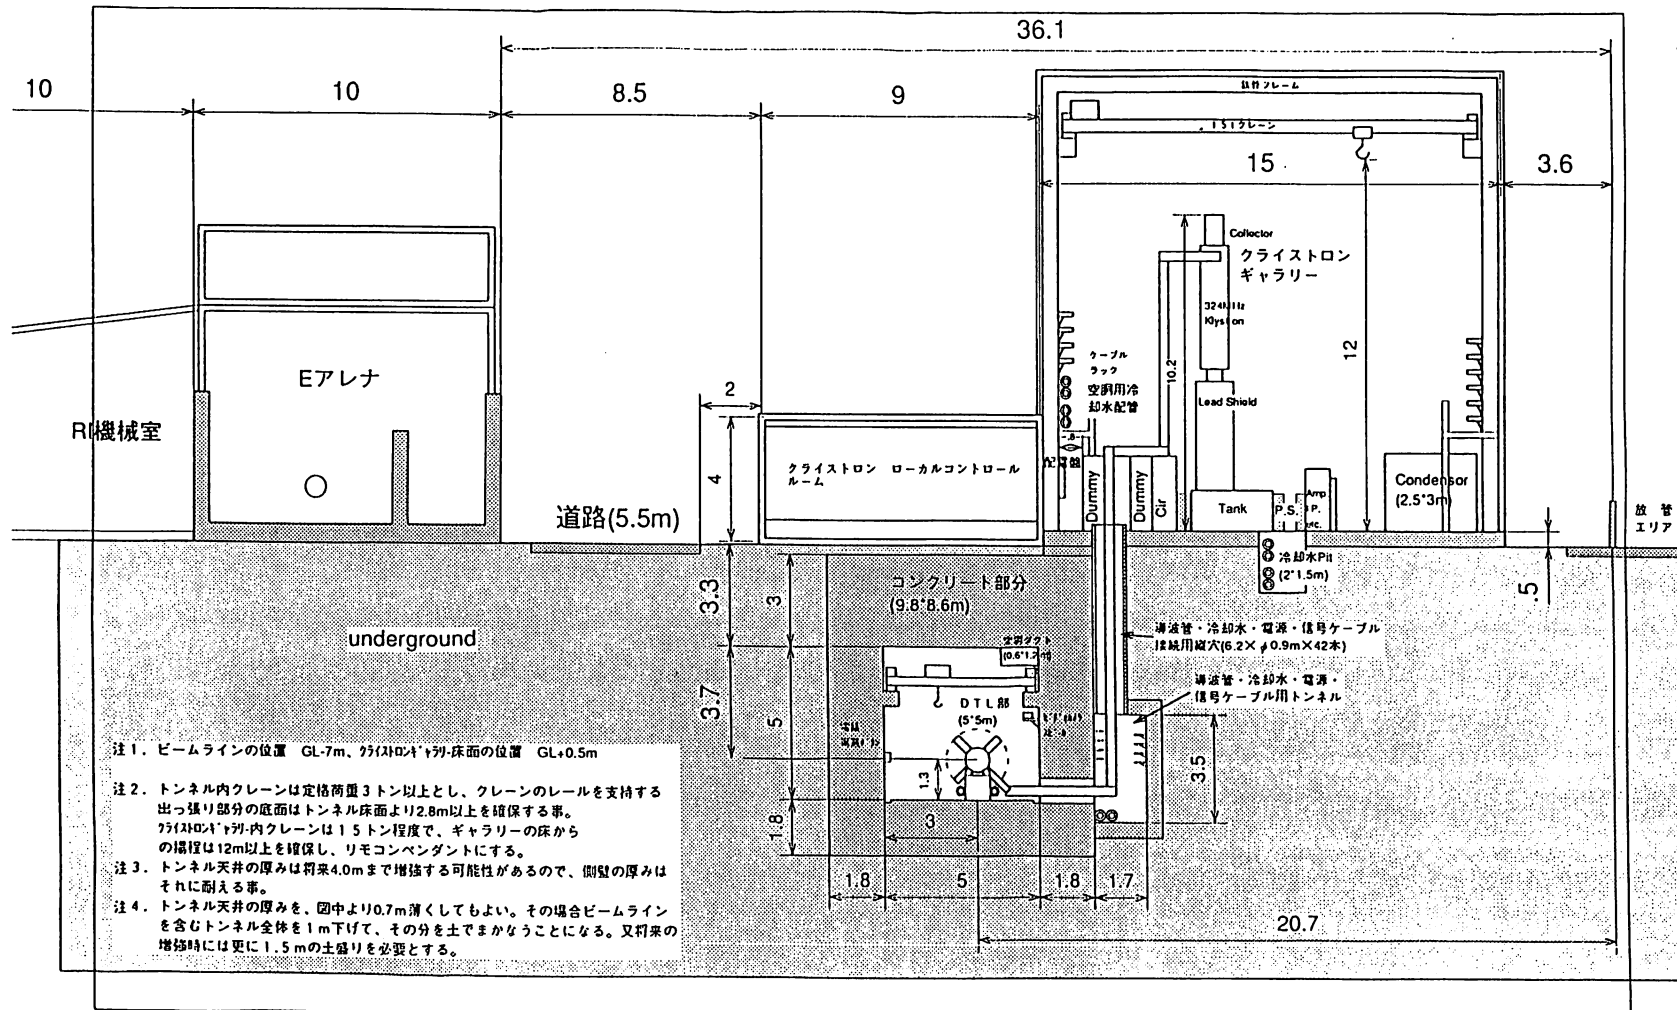 36.1
10
10
8.5
9
鉄骨フレーム
15tクレーン
15
3.6
Collector
クライストロン
ギャラリー
324MHz
Klystron
12
10.2
ケーブル
ラック
空調用冷
却水配管
Lead Shield
Eアレナ
2
RI機械室
4
クライストロン ローカルコントロール
ルーム
.8
配電盤
Dummy
Dummy
Cir
Tank
P.S.
Amp
I.P.
etc.
Condensor
(2.5*3m)
道路(5.5m)
放管
エリア
3.3
3
コンクリート部分
(9.8*8.6m)
冷却水Pit
(2*1.5m)
.5
underground
空調ダクト
(0.6*1.2m)
導波管・冷却水・電源・信号ケーブル
接続用縦穴(6.2×φ0.9m×42本)
導波管・冷却水・電源・
信号ケーブル用トンネル
3.7
5
DTL部
(5*5m)
1.3
3.5
1.8
3
1.8
5
1.8
1.7
20.7
注1. ビームラインの位置 GL-7m、クライストロンギャラリー床面の位置 GL+0.5m
注2. トンネル内クレーンは定格荷重3トン以上とし、クレーンのレールを支持する
出っ張り部分の底面はトンネル床面より2.8m以上を確保する事。
クライストロンギャラリー内クレーンは15トン程度で、ギャラリーの床から
の揚程は12m以上を確保し、リモコンペンダントにする。
注3. トンネル天井の厚みは将来4.0mまで増強する可能性があるので、側壁の厚みは
それに耐える事。
注4. トンネル天井の厚みを、図中より0.7m薄くしてもよい。その場合ビームライン
を含むトンネル全体を1m下げて、その分を土でまかなうことになる。又将来の
増強時には更に1.5mの土盛りを必要とする。